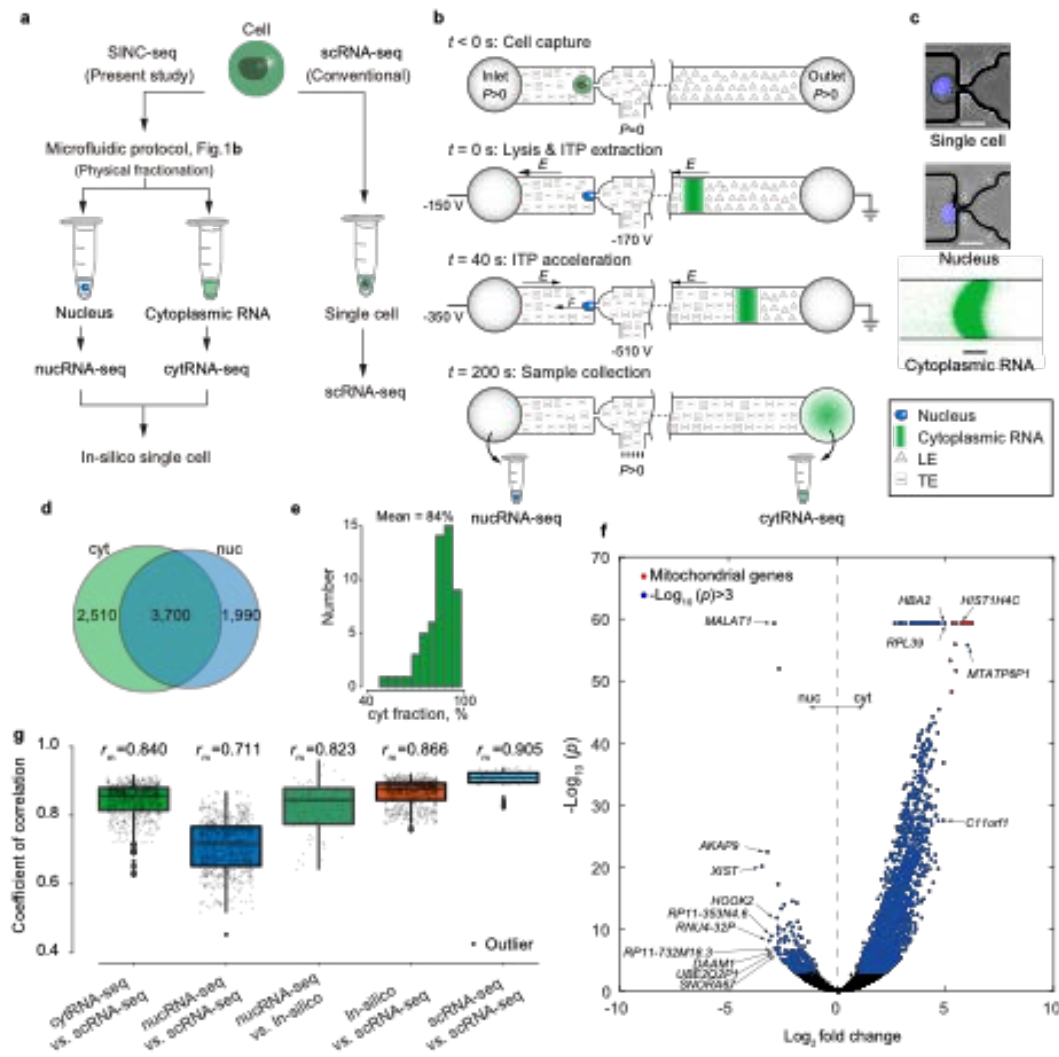 a
Cell
SINC-seq
(Present study)
scRNA-seq
(Conventional)
Microfluidic protocol, Fig.1b
(Physical fractionation)
Nucleus
Cytoplasmic RNA
Single cell
nucRNA-seq
cytRNA-seq
scRNA-seq
In-silico single cell
b
t < 0 s: Cell capture
Inlet
P>0
Outlet
P>0
P=0
t = 0s: Lysis & ITP extraction
E
E
-150 V
-170 V
t = 40s: ITP acceleration
E
E
F
-350 V
-510 V
t = 200 s: Sample collection
P>0
nucRNA-seq
cytRNA-seq
c
Single cell
Nucleus
Cytoplasmic RNA
Nucleus
Cytoplasmic RNA
LE
TE
d
cyt
nuc
2,510
3,700
1,990
e
Mean = 84%
15
10
5
0
Number
40
100
cyt fraction, %
f
70
60
50
40
30
20
10
0
-Log10 (p)
Mitochondrial genes
-Log10 (p)>3
MALAT1
HBA2
HIST1H4C
RPL39
MTATP6P1
nuc
cyt
C11orf1
AKAP9
XIST
HOOK2
RP11-353N4.6
RNU4-32P
RP11-732M18.3
DAAM1
UBE2Q2P1
SNORA67
-10
-5
0
5
10
Log2 fold change
g
1.0
0.8
0.6
0.4
Coefficient of correlation
rm=0.840
rm=0.711
rm=0.823
rm=0.866
rm=0.905
Outlier
cytRNA-seq
vs. scRNA-seq
nucRNA-seq
vs. scRNA-seq
nucRNA-seq
vs. In-silico
In-silico
vs. scRNA-seq
scRNA-seq
vs. scRNA-seq